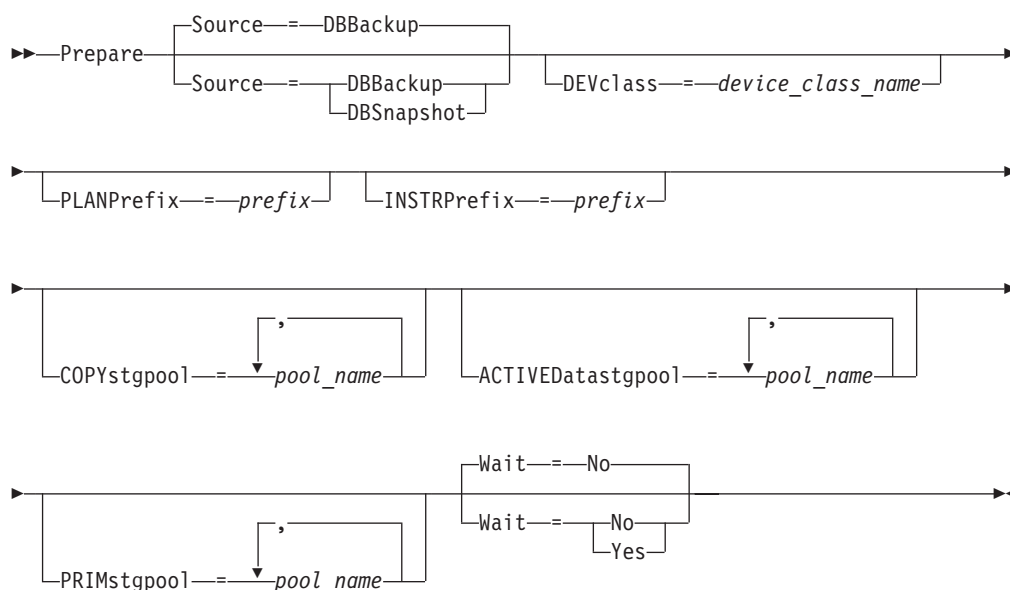 Source = DBBackup
Prepare
Source = DBBackup
DBSnapshot
DEVclass = device_class_name
PLANPrefix = prefix
INSTRPrefix = prefix
,
COPYstgpool = pool_name
,
ACTIVEDatastgpool = pool_name
,
PRIMstgpool = pool_name
Wait = No
Wait = No
Yes